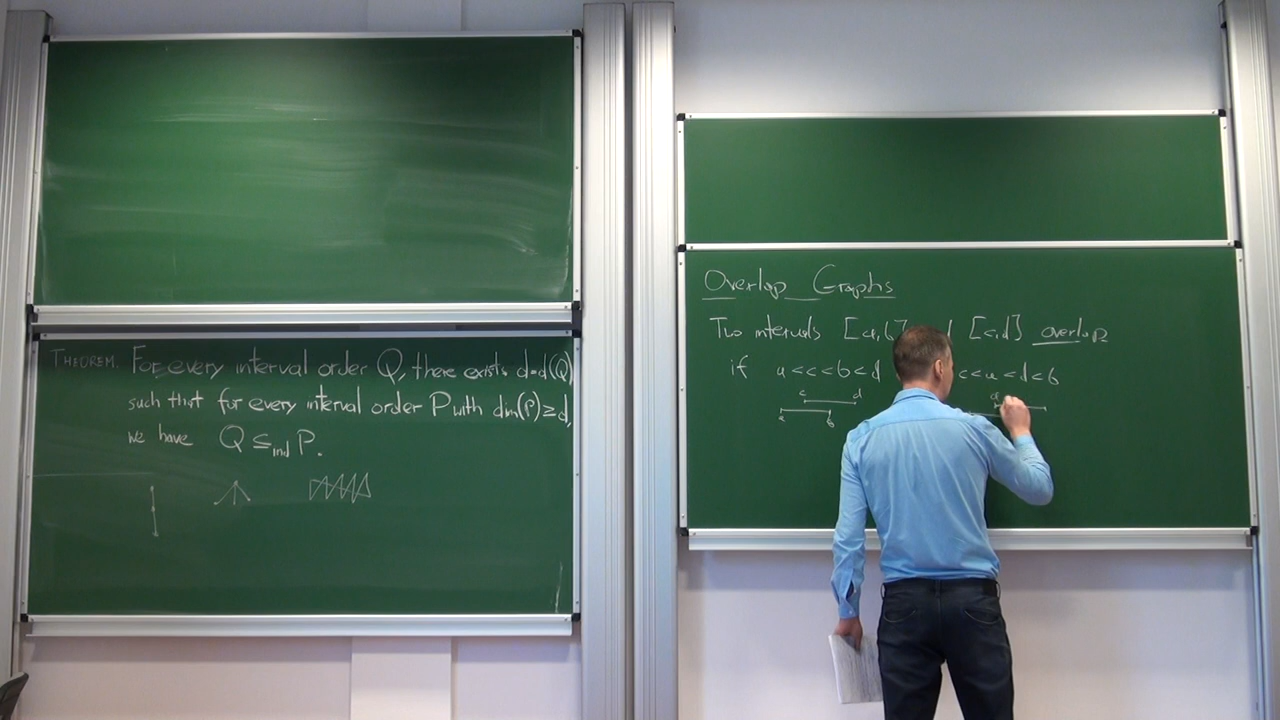 THEOREM. For every interval order Q, there exists d=d(Q)
such that for every interval order P with dim(P)≥d,
we have Q ≤ind P.
Overlap Graphs
Two intervals [a,b] [c,d] overlap
if a<c<b<d c<a<d<b
c d a
a b